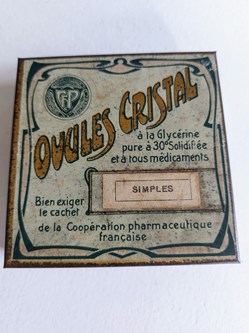 CFP
OVULES CRISTAL
à la Glycérine
pure à 30° Solidifiée
et à tous médicaments
Bien exiger
le cachet
SIMPLES
de la Coopération pharmaceutique
française